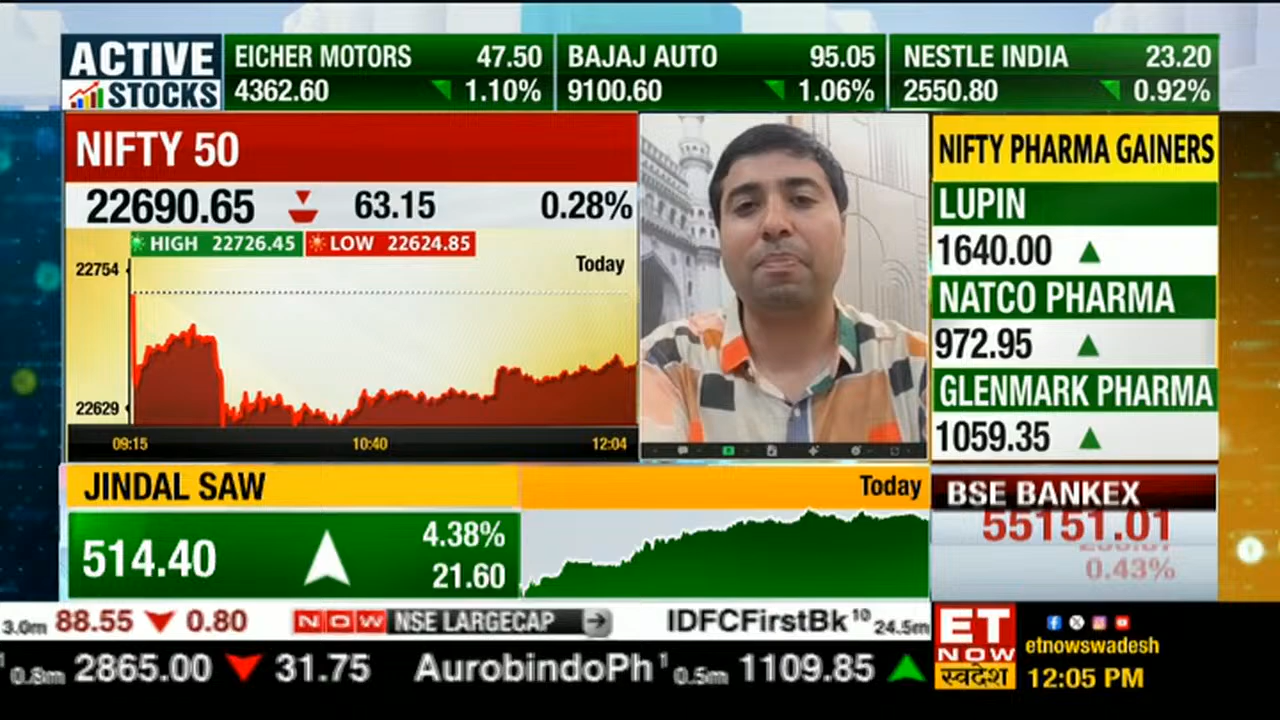 ACTIVE STOCKS
EICHER MOTORS 47.50
4362.60 1.10%
BAJAJ AUTO 95.05
9100.60 1.06%
NESTLE INDIA 23.20
2550.80 0.92%
NIFTY 50
22690.65 63.15 0.28%
HIGH 22726.45 LOW 22624.85
22754
Today
22629
09:15 10:40 12:04
NIFTY PHARMA GAINERS
LUPIN
1640.00
NATCO PHARMA
972.95
GLENMARK PHARMA
1059.35
JINDAL SAW
Today
514.40
4.38%
21.60
BSE BANKEX
55151.01
0.43%
3.0m 88.55 0.80 NOW NSE LARGECAP IDFCFirstBk 10 24.5m
1 0.8m 2865.00 31.75 AurobindoPh 1 0.5m 1109.85
ET
NOW
स्वदेश
etnowswadesh
12:05 PM